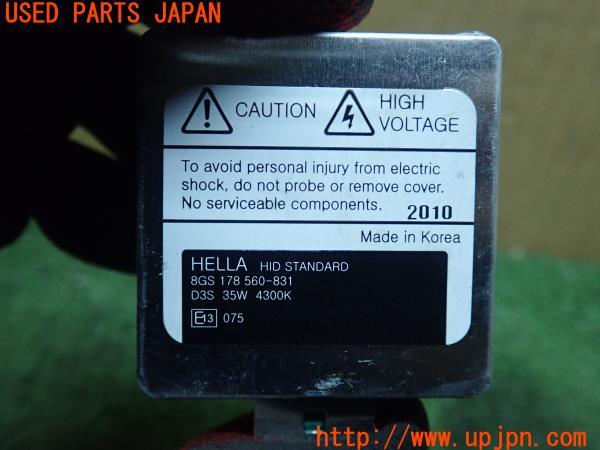 USED PARTS JAPAN
CAUTION
HIGH
VOLTAGE
To avoid personal injury from electric
shock, do not probe or remove cover.
No serviceable components. 2010
Made in Korea
HELLA HID STANDARD
8GS 178 560-831
D3S 35W 4300K
E13 075
http://www.upjpn.com